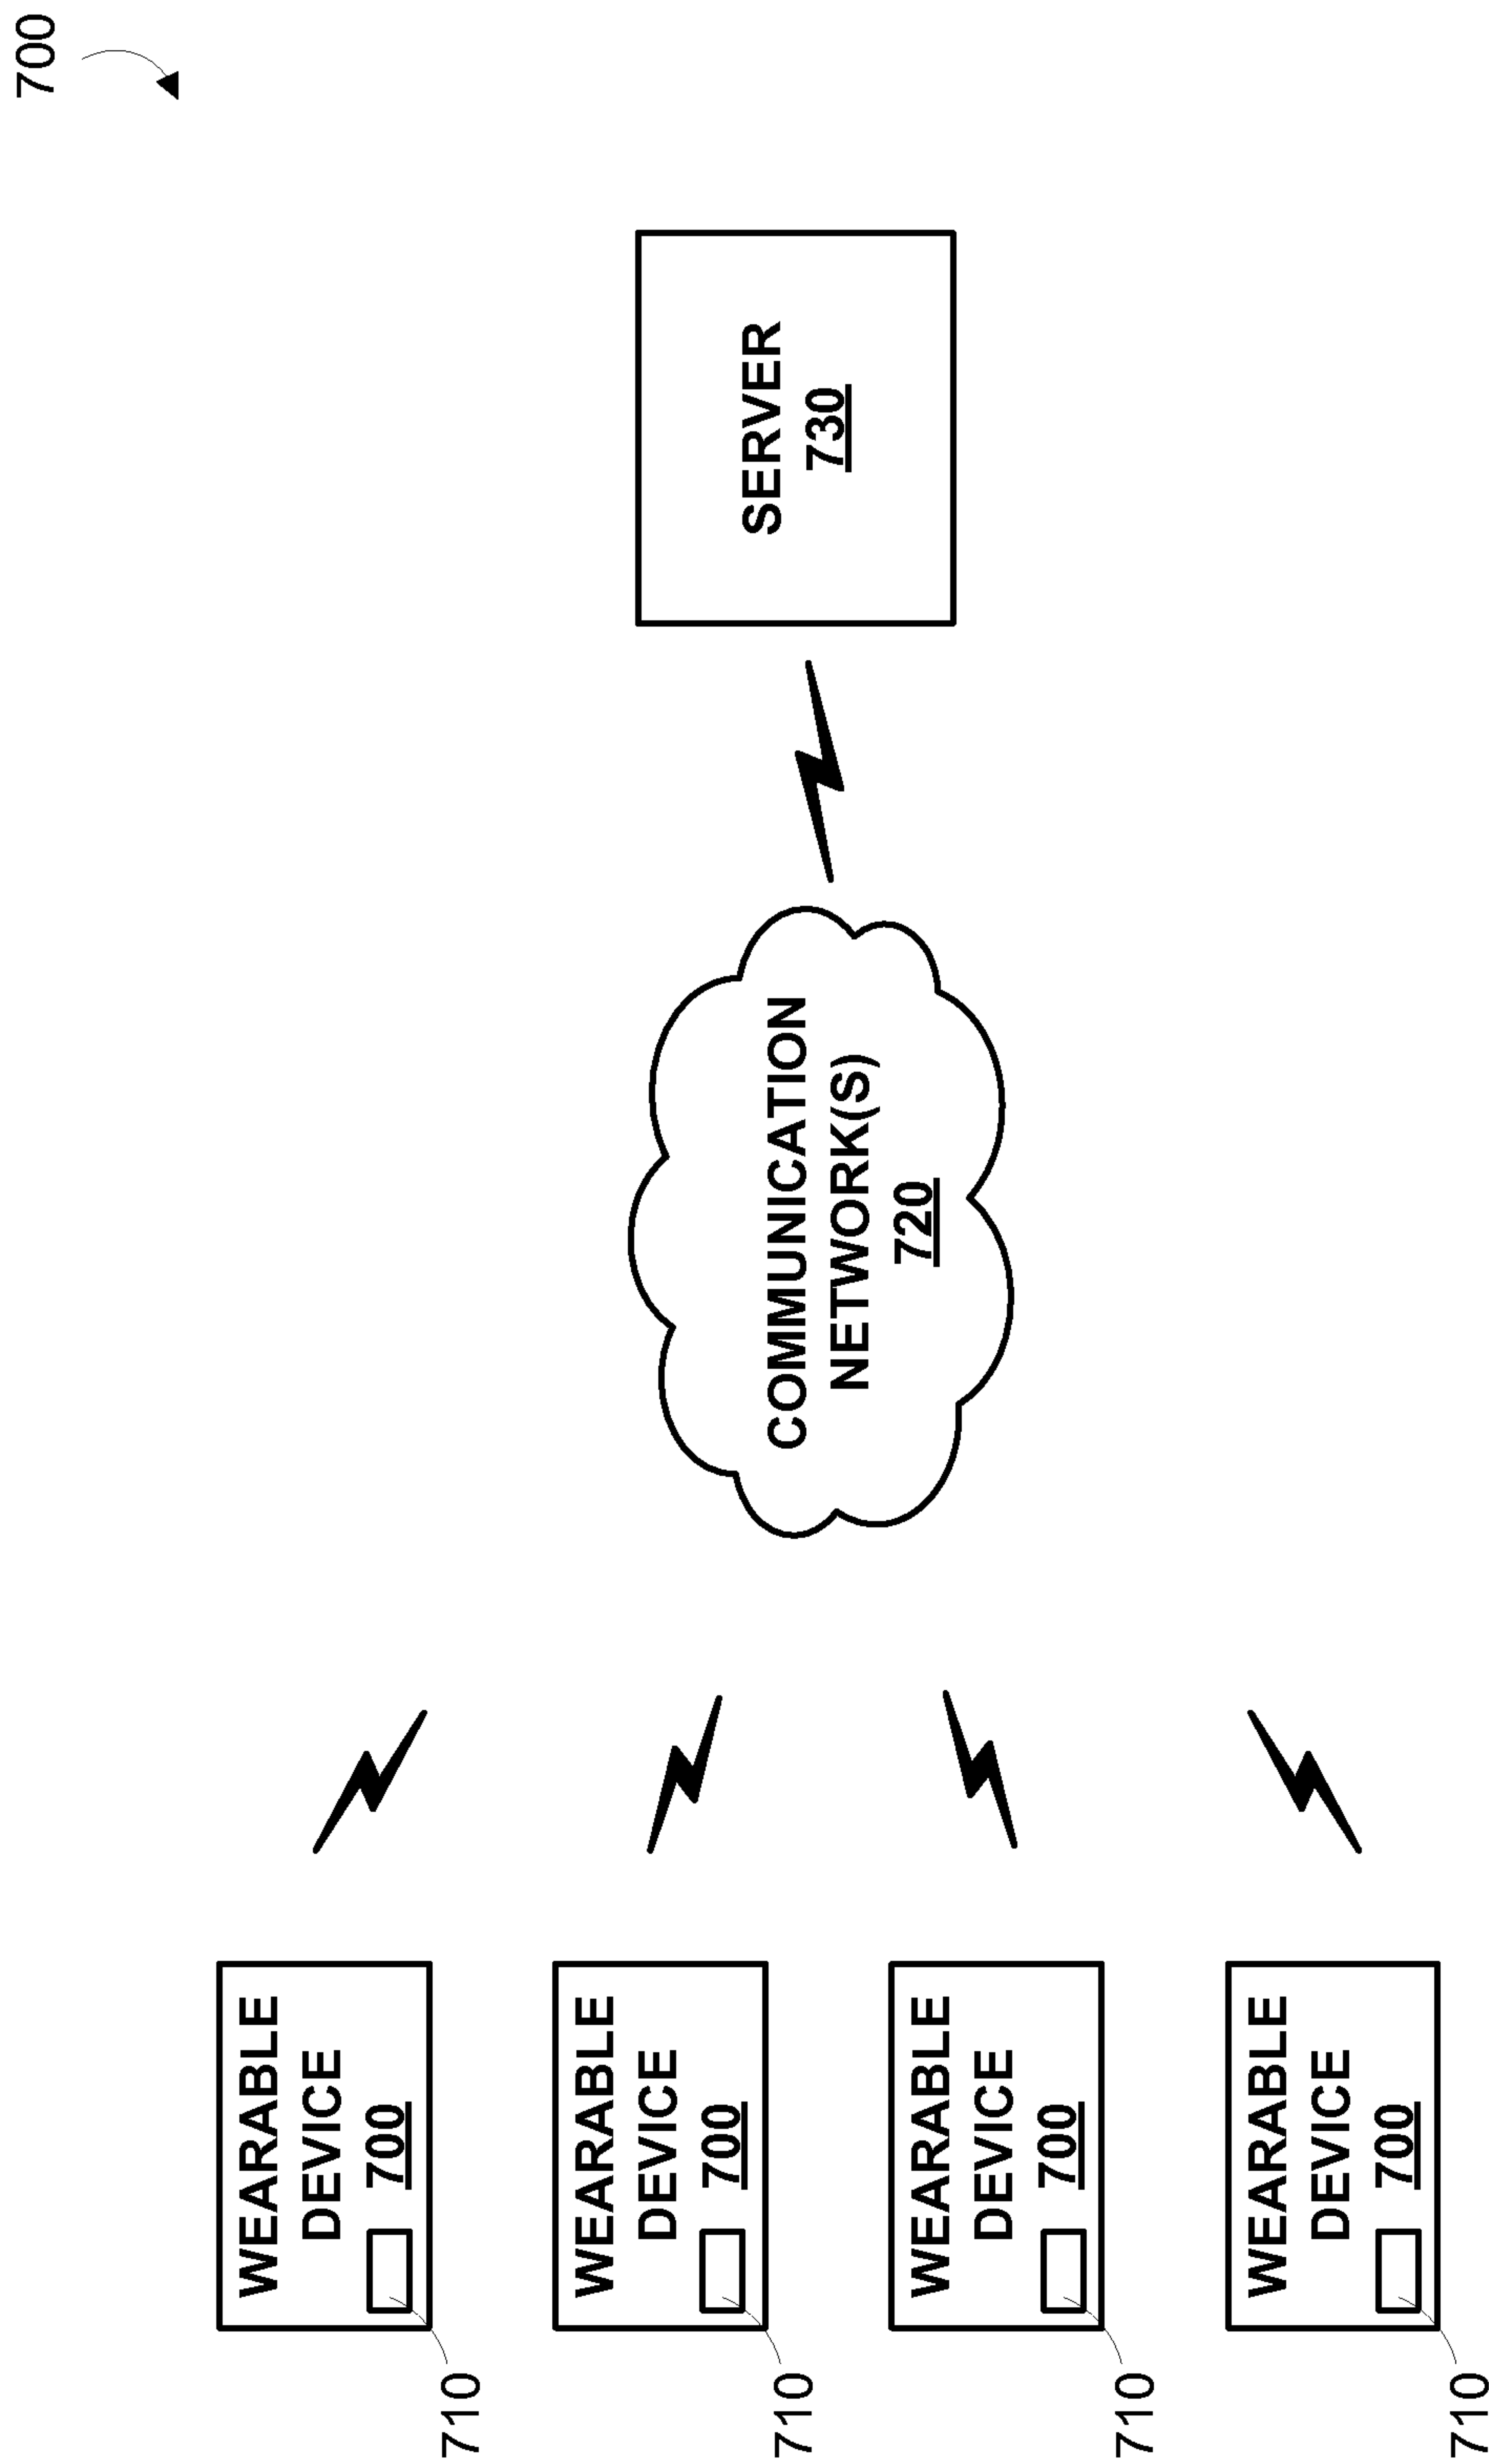 700
WEARABLE
DEVICE
700
710
WEARABLE
DEVICE
700
710
WEARABLE
DEVICE
700
710
WEARABLE
DEVICE
700
710
COMMUNICATION
NETWORK(S)
720
SERVER
730